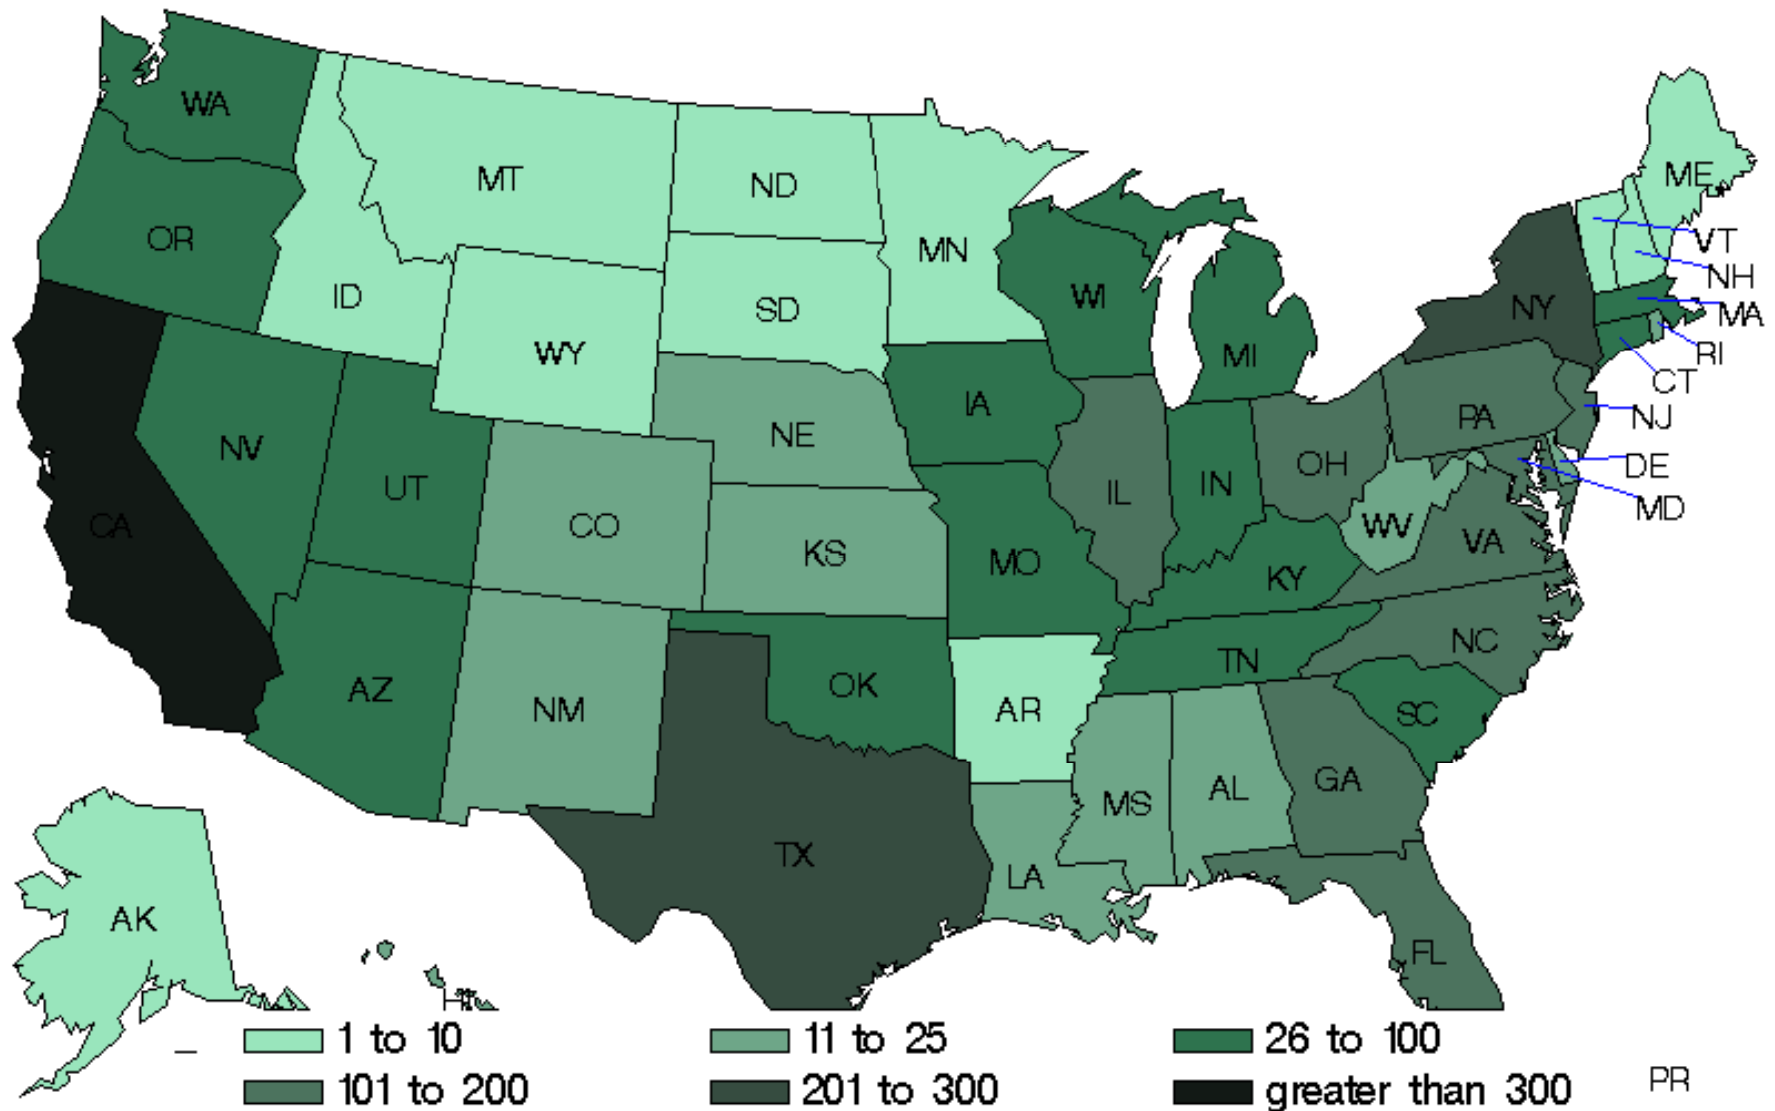 WA
MT
ND
ME
OR
MN
VT
NH
ID
SD
WI
NY
MA
WY
MI
RI
CT
IA
NE
PA
NJ
NV
UT
IL
IN
OH
DE
CO
KS
WV
MD
VA
CA
MO
KY
NC
AZ
NM
OK
TN
AR
SC
MS
AL
GA
TX
LA
AK
FL
HI
1 to 10
11 to 25
26 to 100
101 to 200
201 to 300
greater than 300
PR